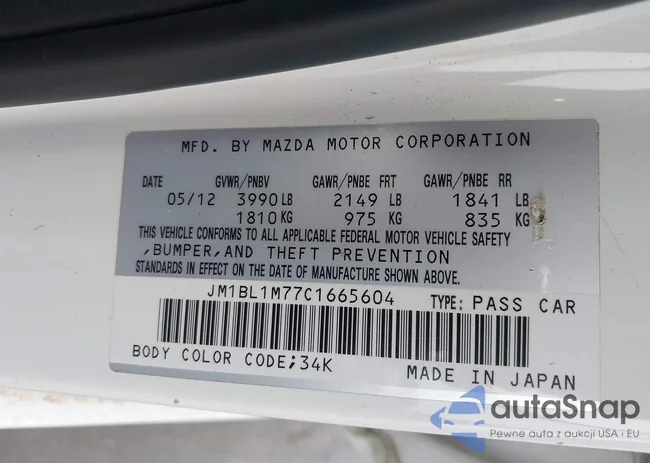 MFD. BY MAZDA MOTOR CORPORATION
DATE GVWR/PNBV GAWR/PNBE FRT GAWR/PNBE RR
05/12 3990 LB 2149 LB 1841 LB
1810 KG 975 KG 835 KG
THIS VEHICLE CONFORMS TO ALL APPLICABLE FEDERAL MOTOR VEHICLE SAFETY
,BUMPER,AND THEFT PREVENTION
STANDARDS IN EFFECT ON THE DATE OF MANUFACTURE SHOWN ABOVE.
JM1BL1M77C1665604 TYPE: PASS CAR
BODY COLOR CODE;34K
MADE IN JAPAN
autaSnap
Pewne auta z aukcji USA i EU